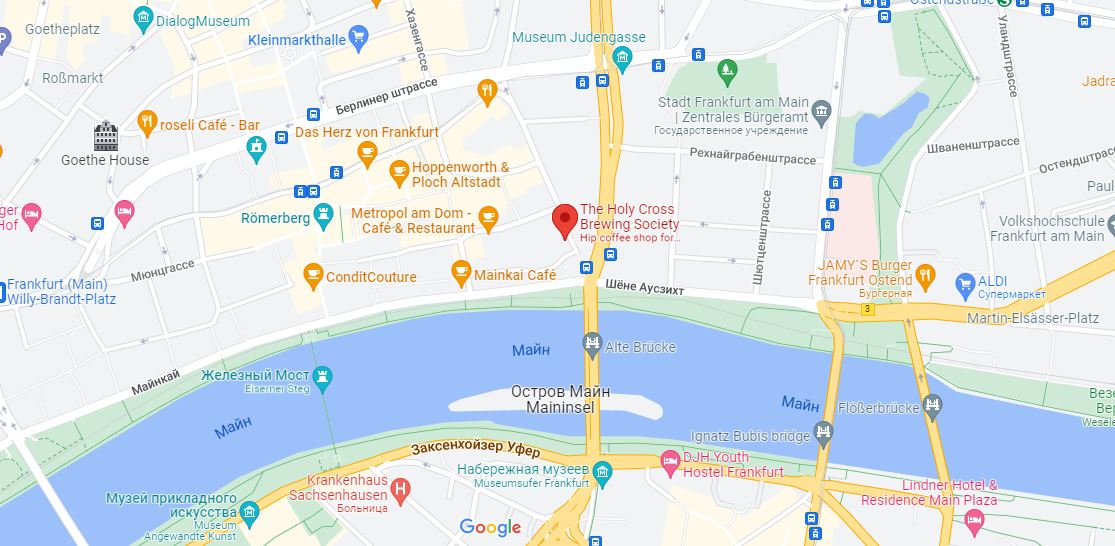 Goetheplatz
DialogMuseum
Kleinmarkthalle
Хазенгассе
Museum Judengasse
Ostendstraße
Уландштрассе
Roßmarkt
Берлинер штрассе
Stadt Frankfurt am Main
| Zentrales Bürgeramt
Государственное учреждение
roseli Café - Bar
Das Herz von Frankfurt
Goethe House
Hoppenworth &
Ploch Altstadt
Рехнайграбенштрассе
Шваненштрассе
Остендштрасс
Römerberg
Metropol am Dom -
Café & Restaurant
The Holy Cross
Brewing Society
Hip coffee shop for...
Шютценштрассе
Volkshochschule
Frankfurt am Main
Мюнцгассе
Frankfurt (Main)
Willy-Brandt-Platz
ConditCouture
Mainkai Café
Шёне Аусзихт
JAMY`S Burger
Frankfurt Ostend
Бургерная
ALDI
Супермаркет
3
Martin-Elsässer-Platz
Майн
Alte Brücke
Майнкай
Железный Мост
Eiserner Steg
Остров Майн
Maininsel
Майн
Майн
Flößerbrücke
Ignatz Bubis bridge
Заксенхойзер Уфер
Набережная музеев
Museumsufer Frankfurt
DJH Youth
Hostel Frankfurt
Krankenhaus
Sachsenhausen
Больница
Музей прикладного
искусства
Museum
Angewandte Kunst
Lindner Hotel &
Residence Main Plaza
Google